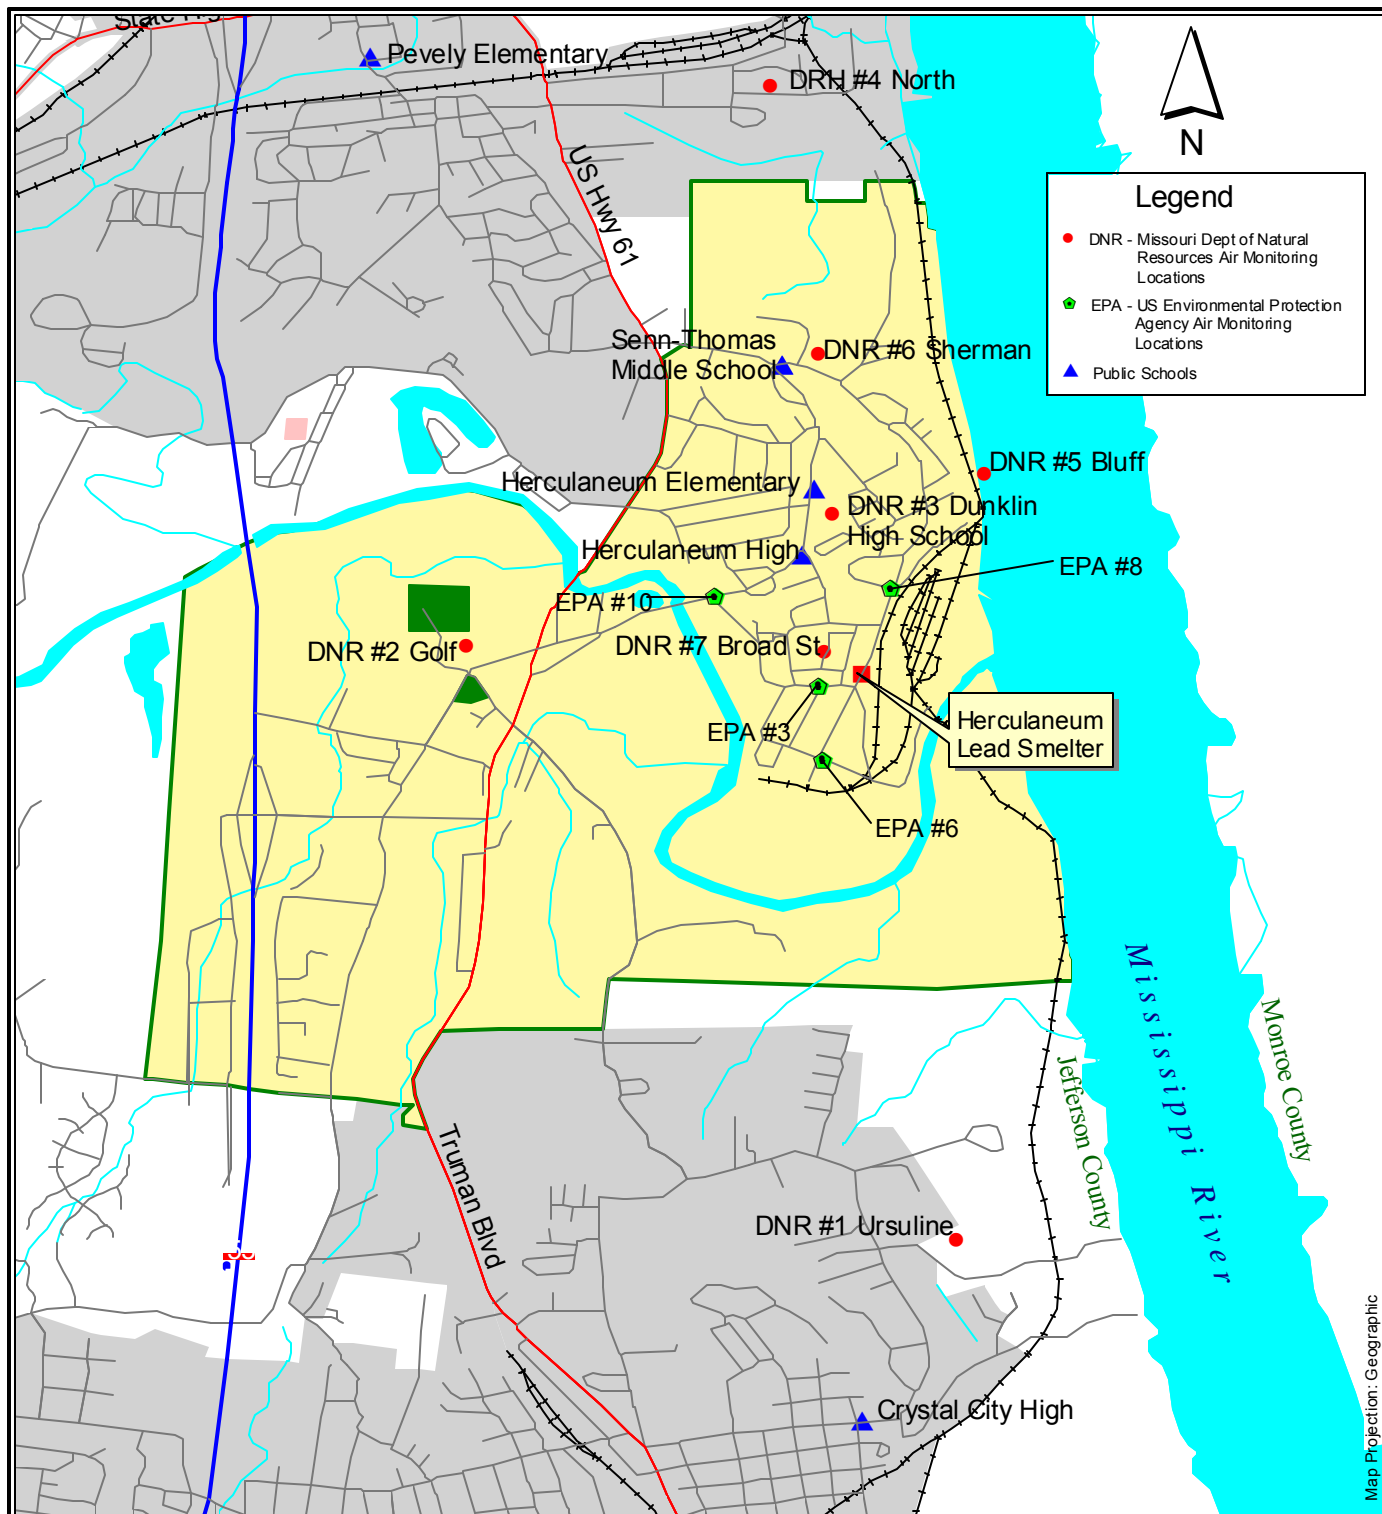 Pevely Elementary
DRH #4 North
N
US Hwy 61
Legend
DNR - Missouri Dept of Natural
Resources Air Monitoring
Locations
EPA - US Environmental Protection
Agency Air Monitoring
Locations
Public Schools
Senn-Thomas
Middle School
DNR #6 Sherman
DNR #5 Bluff
Herculaneum Elementary
DNR #3 Dunklin
High School
Herculaneum High
EPA #8
EPA #10
DNR #7 Broad St
DNR #2 Golf
EPA #3
Herculaneum
Lead Smelter
EPA #6
Mississippi River
Monroe County
Jefferson County
Truman Blvd
DNR #1 Ursuline
Crystal City High
Map Projection: Geographic